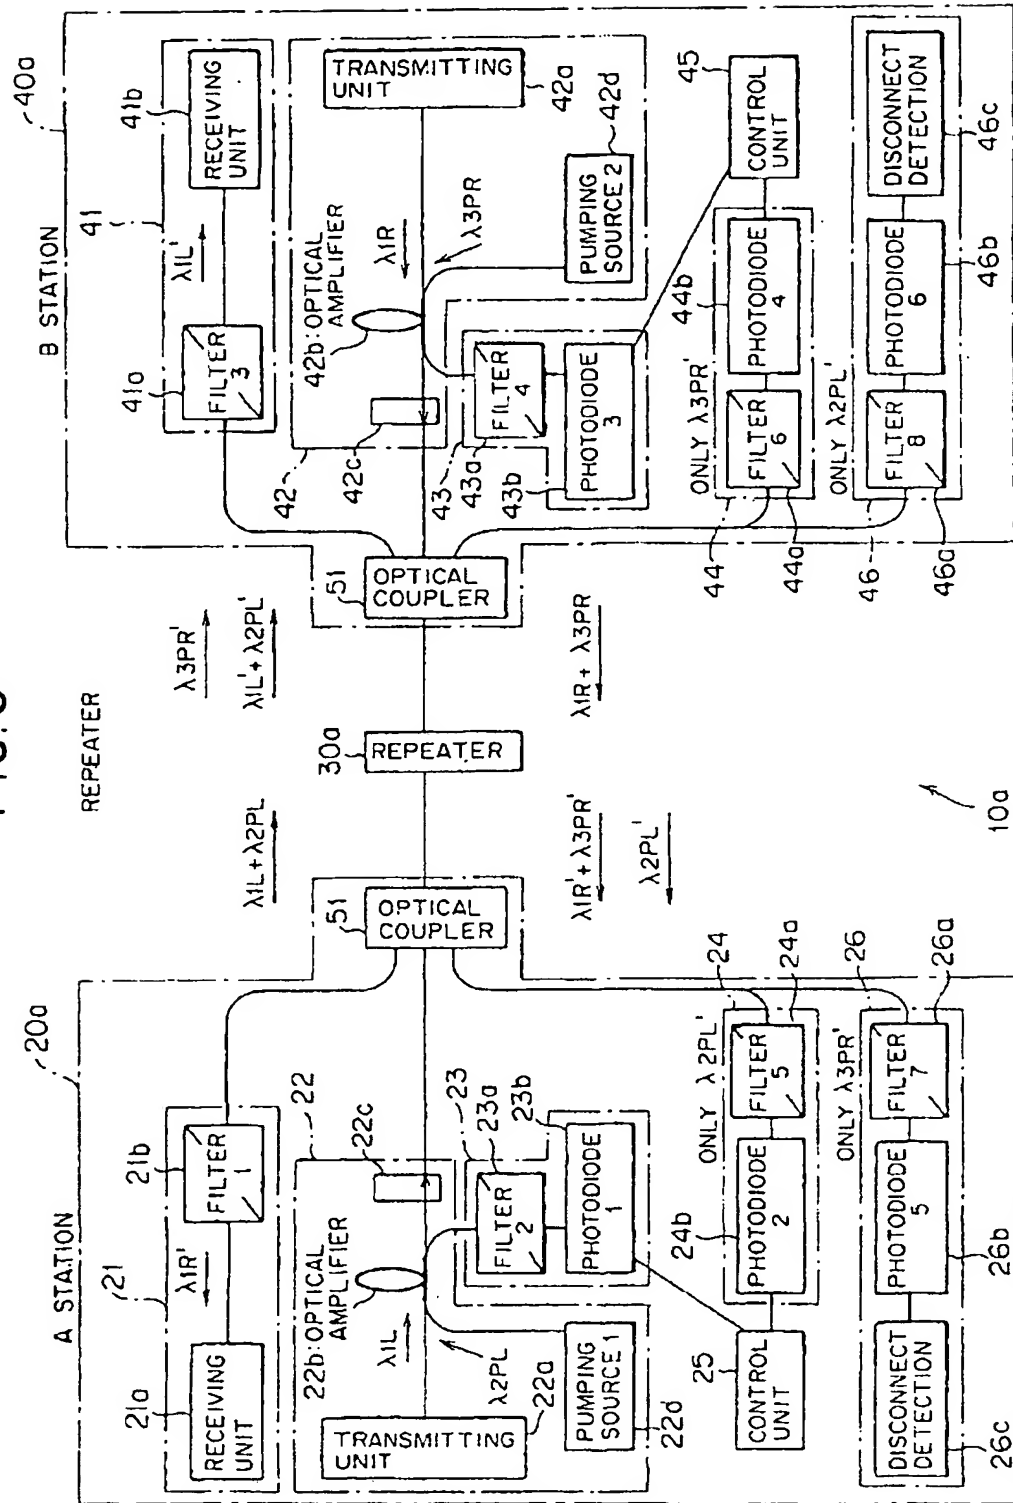 REPEATER
A STATION
20a
21
21a
RECEIVING
UNIT
λ1R'
21b
FILTER
1
22
22b: OPTICAL
AMPLIFIER
22c
TRANSMITTING
UNIT
22a
λ1L
λ2PL
PUMPING
SOURCE 1
22d
23
23a
FILTER
2
23b
PHOTODIODE
1
25
CONTROL
UNIT
ONLY λ2PL'
24
24a
24b
PHOTODIODE
2
FILTER
5
ONLY λ3PR'
26
26a
DISCONNECT
DETECTION
26c
PHOTODIODE
5
26b
FILTER
7
51
OPTICAL
COUPLER
λ1L + λ2PL
λ1R' + λ3PR'
λ2PL'
30a
REPEATER
10a
λ3PR'
λ1L' + λ2PL'
λ1R + λ3PR
51
OPTICAL
COUPLER
B STATION
40a
41
41a
FILTER
3
λ1L'
41b
RECEIVING
UNIT
42
42c
42b: OPTICAL
AMPLIFIER
λ1R
λ3PR
TRANSMITTING
UNIT
42a
PUMPING
SOURCE 2
42d
43
43a
43b
FILTER
4
PHOTODIODE
3
ONLY λ3PR'
44
44a
FILTER
6
44b
PHOTODIODE
4
45
CONTROL
UNIT
ONLY λ2PL'
46
46a
FILTER
8
PHOTODIODE
6
46b
DISCONNECT
DETECTION
46c